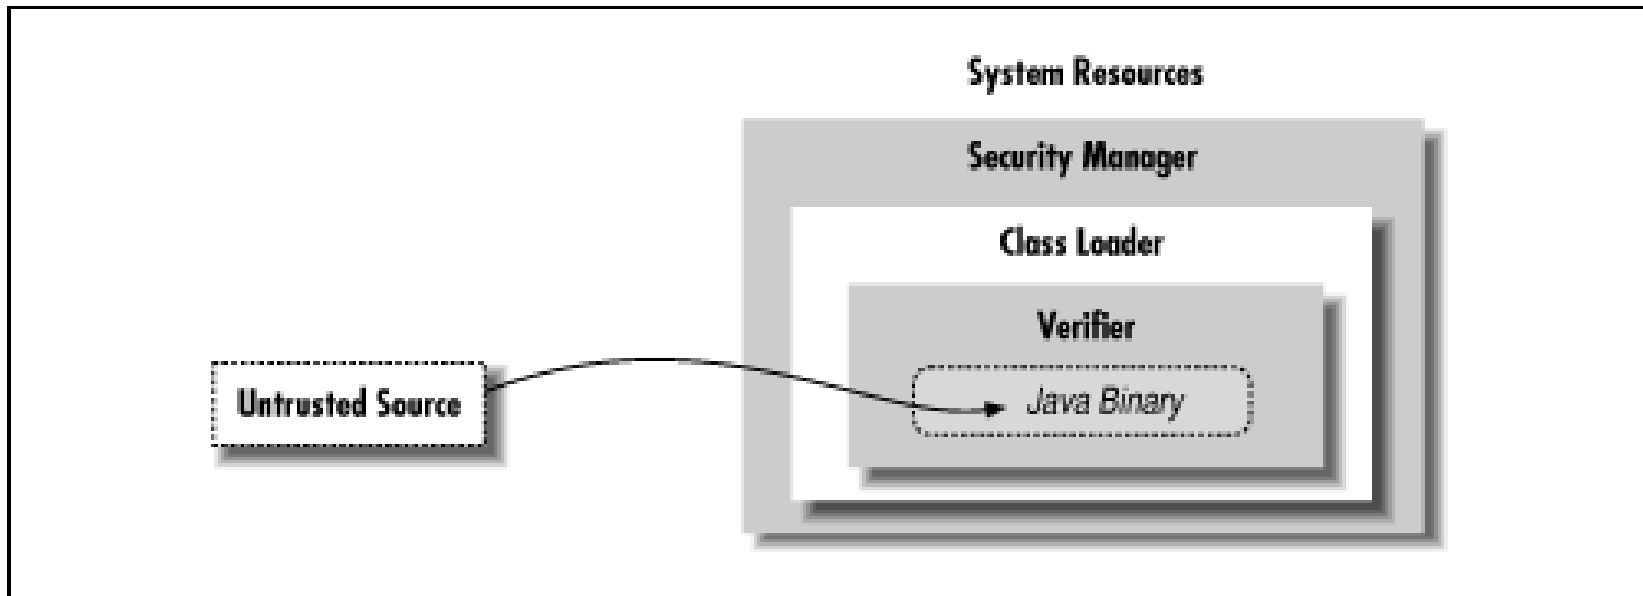 System Resources
Security Manager
Class Loader
Verifier
Untrusted Source
Java Binary